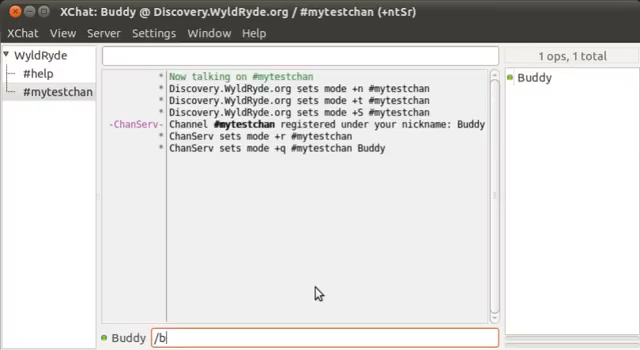 XChat: Buddy @ Discovery.WyldRyde.org / #mytestchan (+ntSr)
XChat View Server Settings Window Help
WyldRyde
#help
#mytestchan
1 ops, 1 total
Buddy
* Now talking on #mytestchan
* Discovery.WyldRyde.org sets mode +n #mytestchan
* Discovery.WyldRyde.org sets mode +t #mytestchan
* Discovery.WyldRyde.org sets mode +S #mytestchan
-ChanServ- Channel #mytestchan registered under your nickname: Buddy
* ChanServ sets mode +r #mytestchan
* ChanServ sets mode +q #mytestchan Buddy
Buddy /b